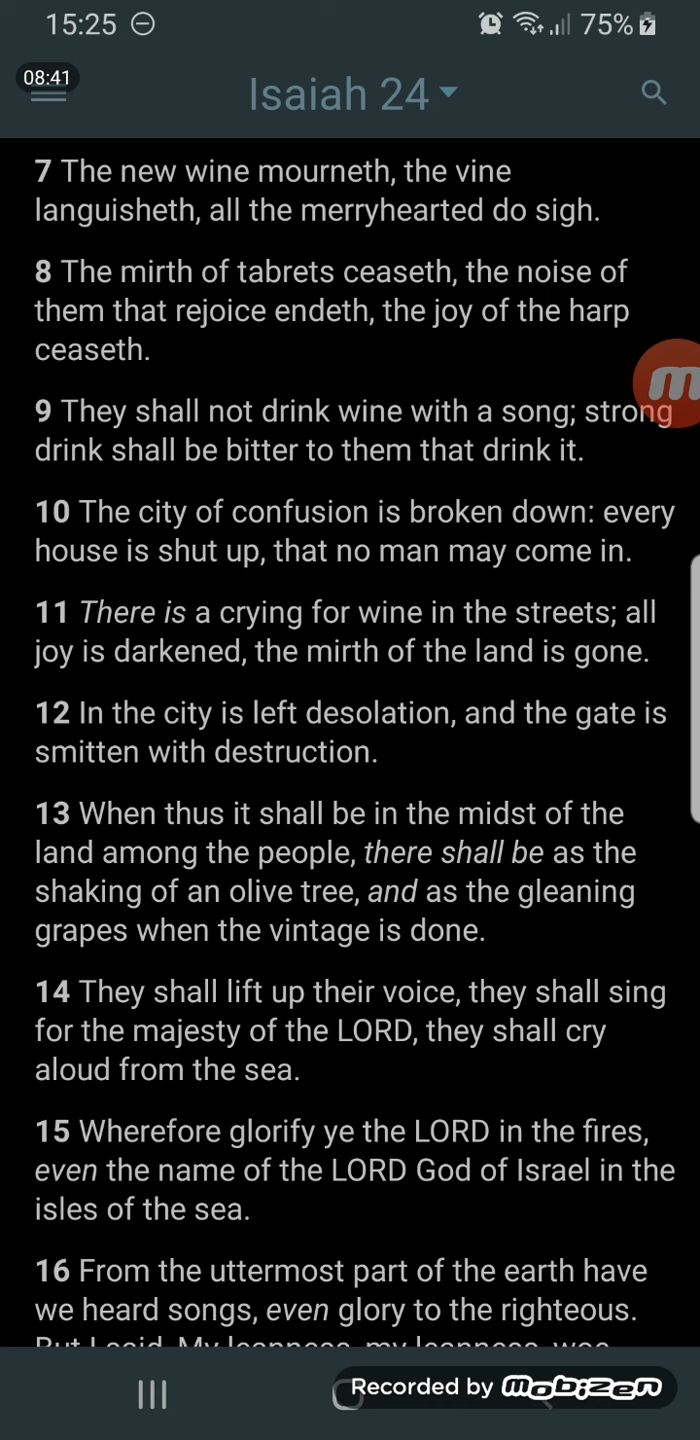 15:25
75%
08:41
Isaiah 24
7 The new wine mourneth, the vine
languisheth, all the merryhearted do sigh.
8 The mirth of tabrets ceaseth, the noise of
them that rejoice endeth, the joy of the harp
ceaseth.
9 They shall not drink wine with a song; strong
drink shall be bitter to them that drink it.
10 The city of confusion is broken down: every
house is shut up, that no man may come in.
11 There is a crying for wine in the streets; all
joy is darkened, the mirth of the land is gone.
12 In the city is left desolation, and the gate is
smitten with destruction.
13 When thus it shall be in the midst of the
land among the people, there shall be as the
shaking of an olive tree, and as the gleaning
grapes when the vintage is done.
14 They shall lift up their voice, they shall sing
for the majesty of the LORD, they shall cry
aloud from the sea.
15 Wherefore glorify ye the LORD in the fires,
even the name of the LORD God of Israel in the
isles of the sea.
16 From the uttermost part of the earth have
we heard songs, even glory to the righteous.
But I said, My leanness, my leanness, woe
Recorded by Mobizen